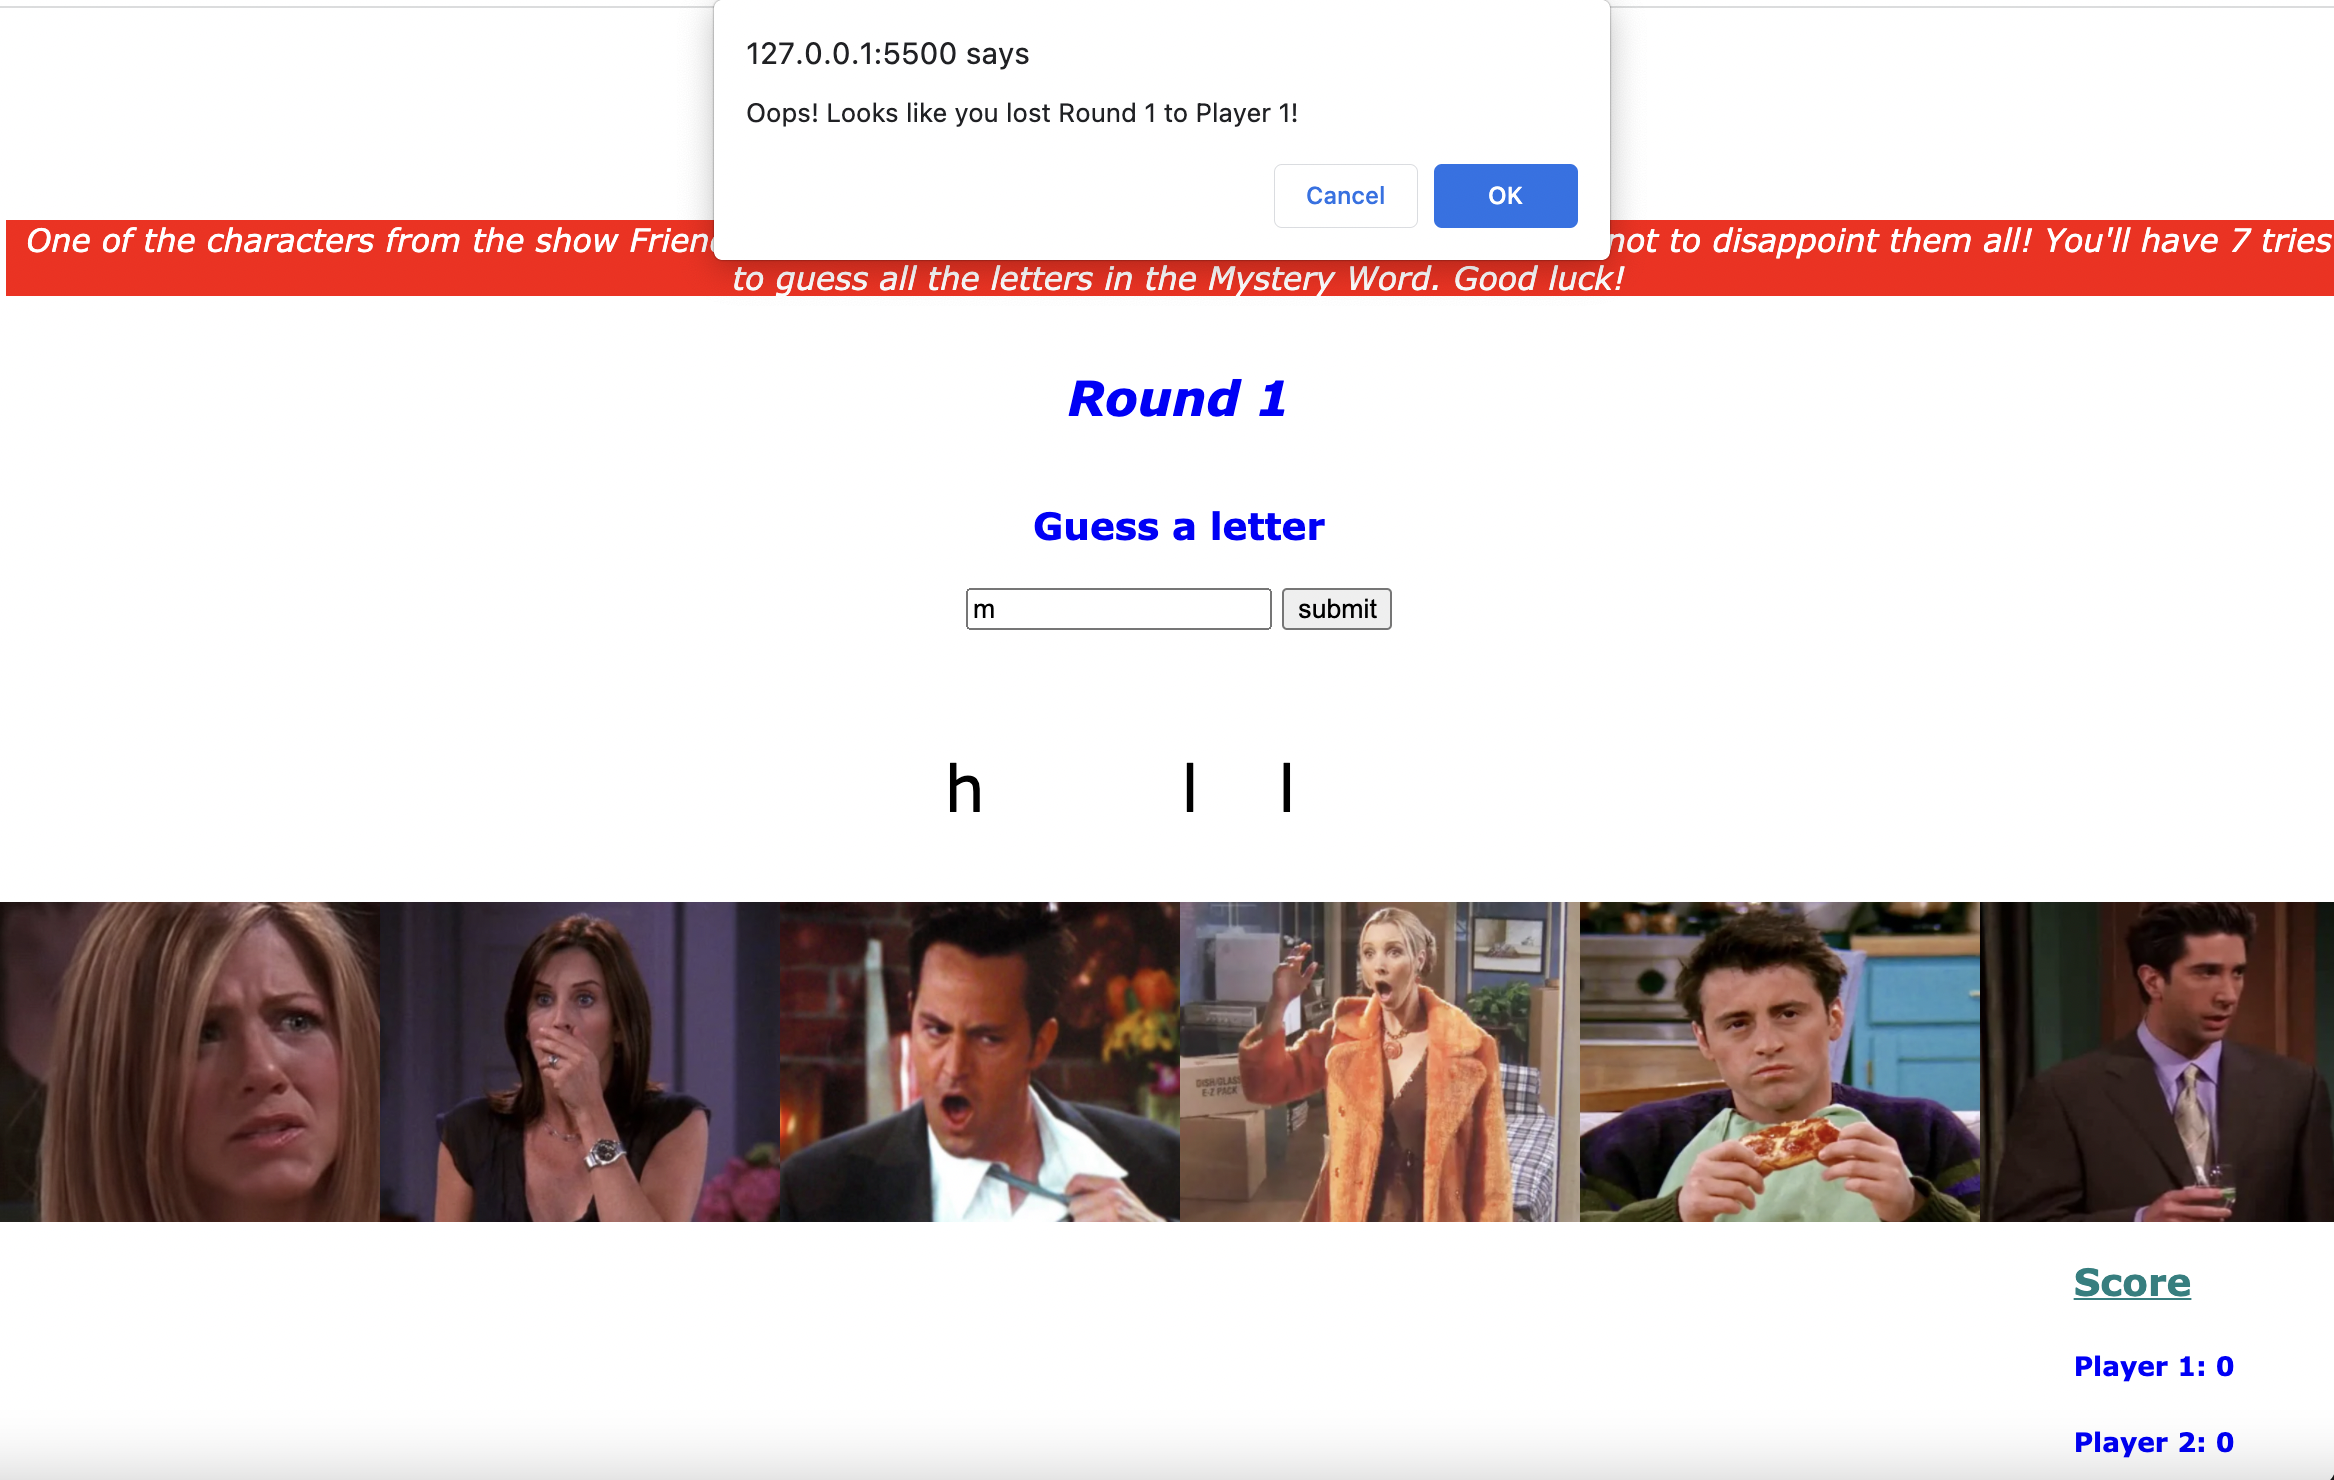 127.0.0.1:5500 says
Oops! Looks like you lost Round 1 to Player 1!
Cancel OK
One of the characters from the show not to disappoint them all! You'll have 7 tries
to guess all the letters in the Mystery Word. Good luck!
Round 1
Guess a letter
m submit
h l l
DISH/GLASS
E-Z PACK
Score
Player 1: 0
Player 2: 0